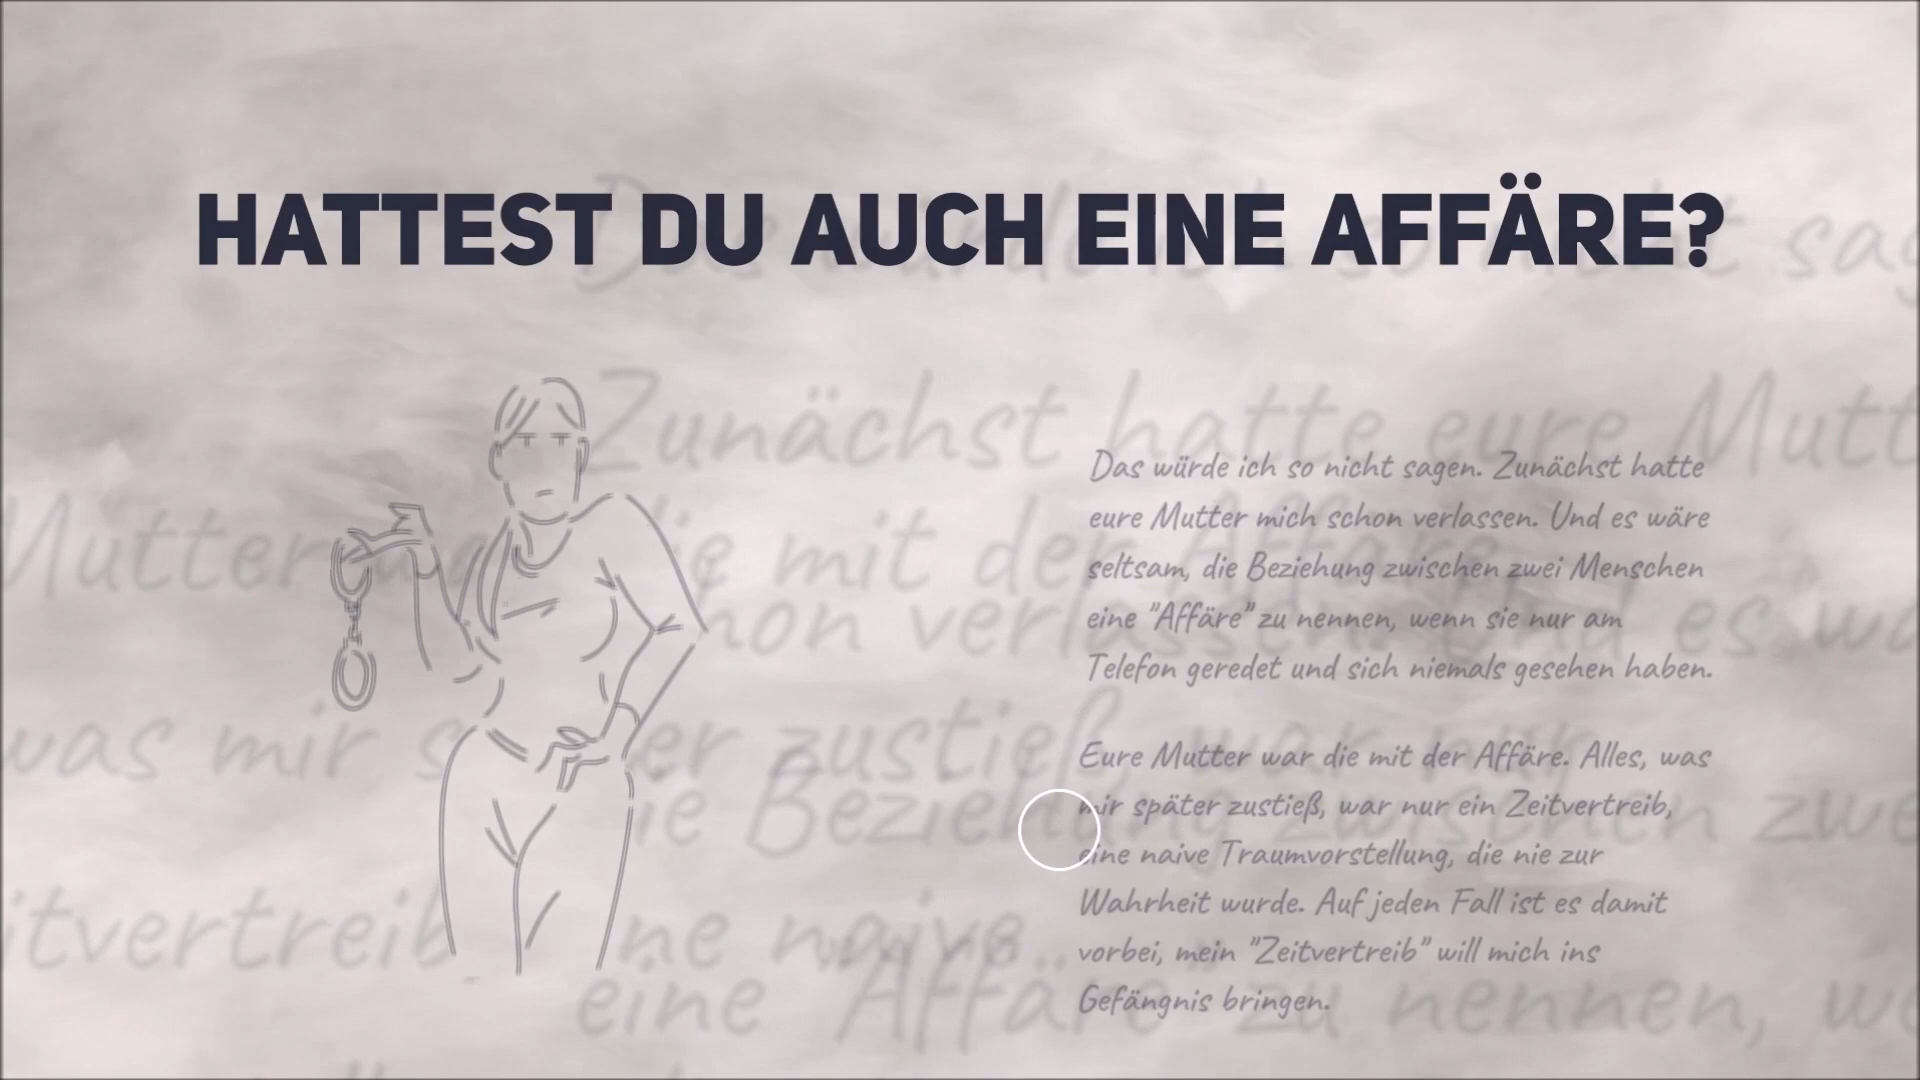 HATTEST DU AUCH EINE AFFÄRE?
Das würde ich so nicht sagen. Zunächst hatte
eure Mutter mich schon verlassen. Und es wäre
seltsam, die Beziehung zwischen zwei Menschen
eine "Affäre" zu nennen, wenn sie nur am
Telefon geredet und sich niemals gesehen haben.
Eure Mutter war die mit der Affäre. Alles, was
mir später zustieß, war nur ein Zeitvertreib,
eine naive Traumvorstellung, die nie zur
Wahrheit wurde. Auf jeden Fall ist es damit
vorbei, mein "Zeitvertreib" will mich ins
Gefängnis bringen.